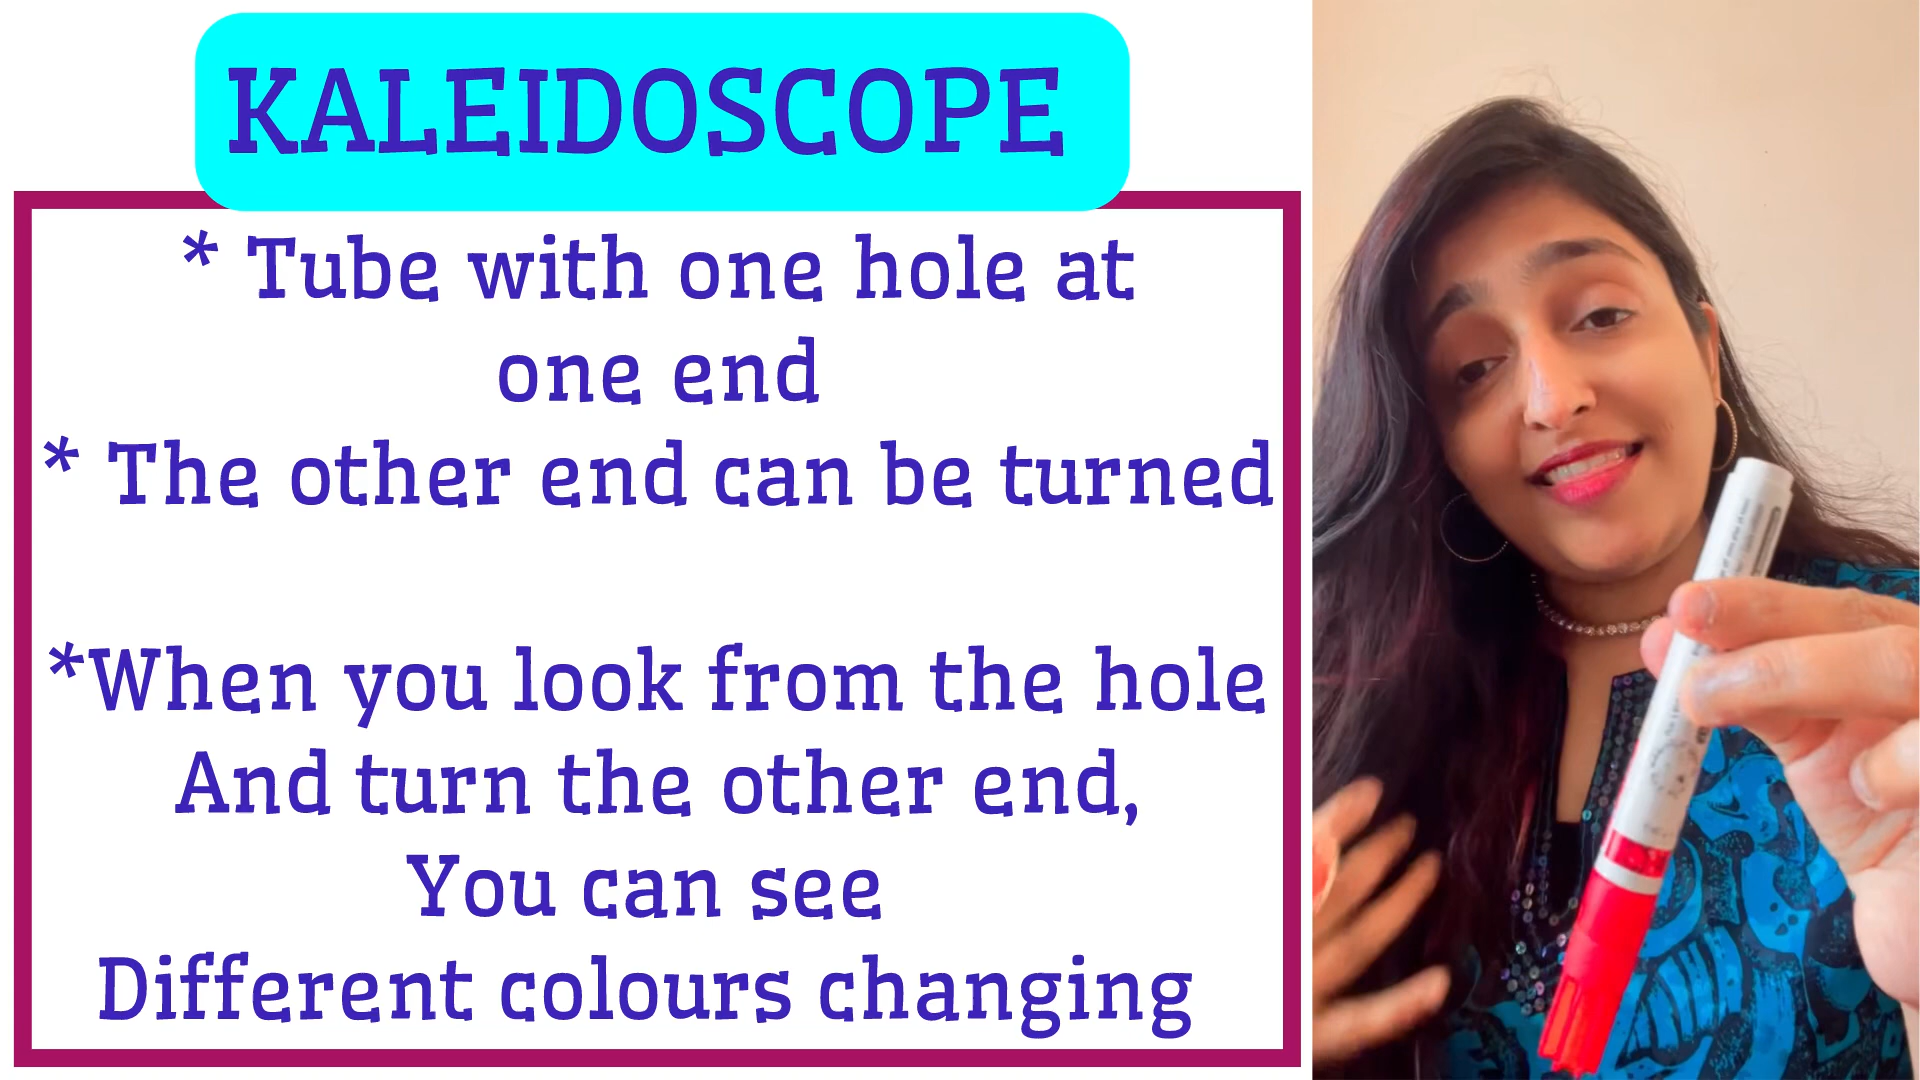 KALEIDOSCOPE
* Tube with one hole at
one end
* The other end can be turned
*When you look from the hole
And turn the other end,
You can see
Different colours changing